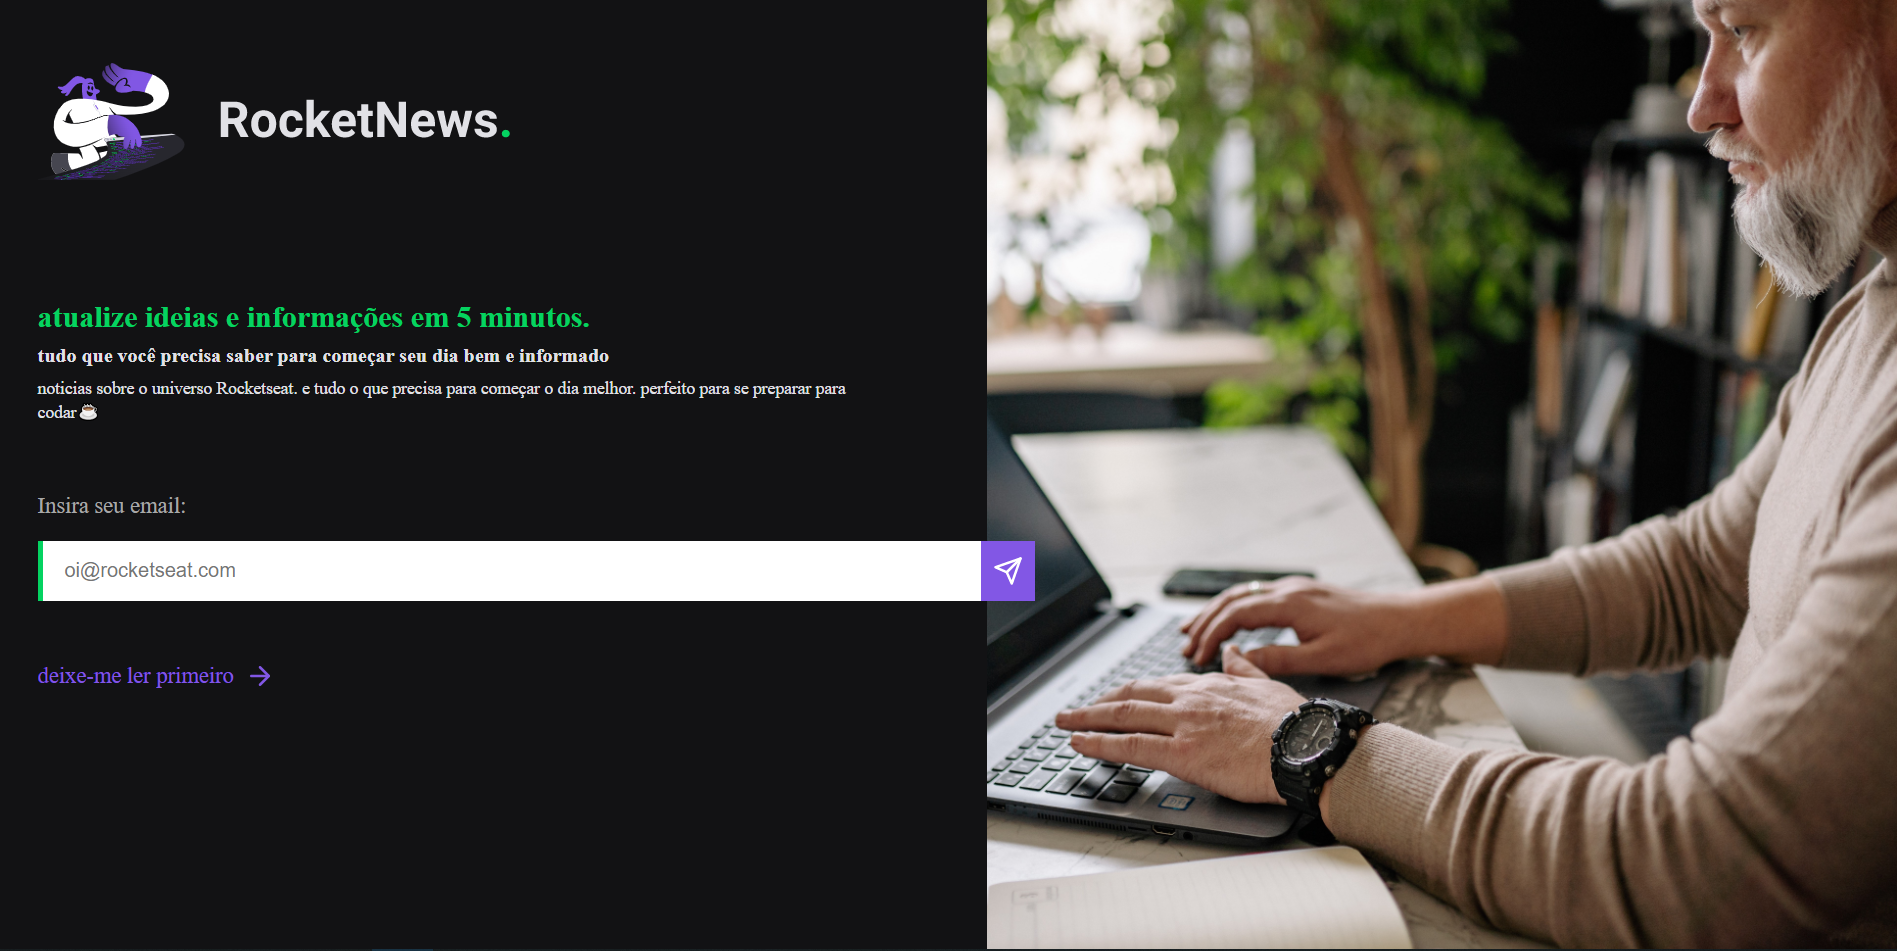 RocketNews.
atualize ideias e informações em 5 minutos.
tudo que você precisa saber para começar seu dia bem e informado
noticias sobre o universo Rocketseat. e tudo o que precisa para começar o dia melhor. perfeito para se preparar para
codar☕
Insira seu email:
oi@rocketseat.com
deixe-me ler primeiro